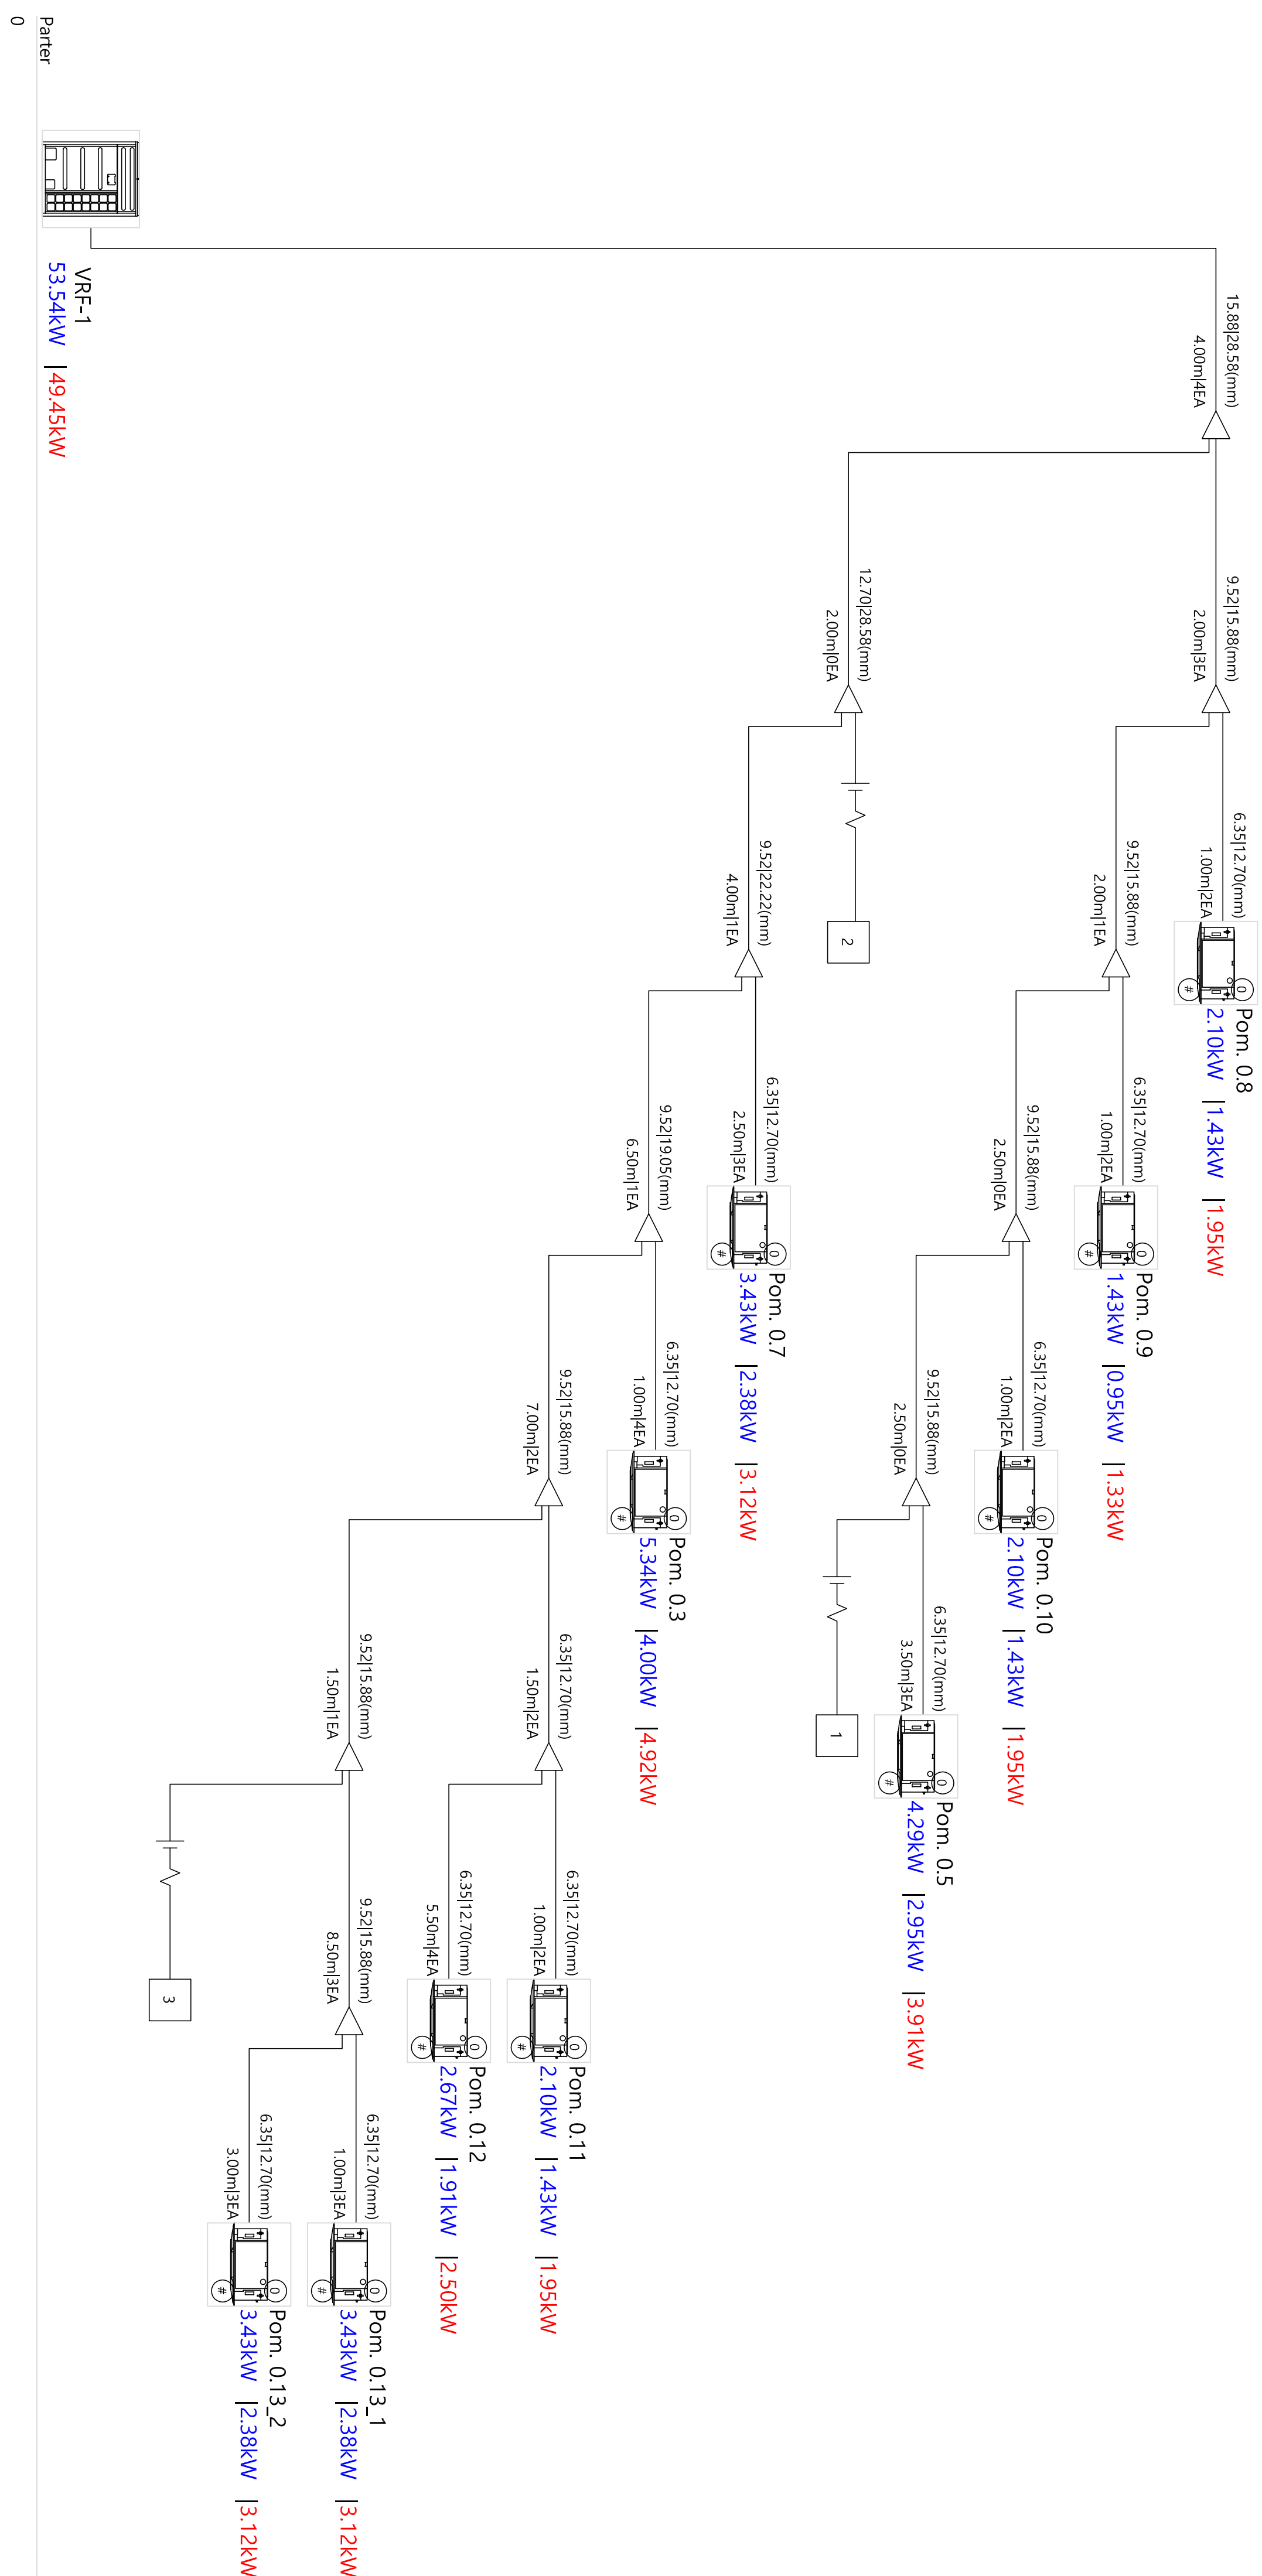 Parter
0
VRF-1
53.54kW |49.45kW
15.88|28.58(mm)
4.00m|4EA
9.52|15.88(mm)
2.00m|3EA
6.35|12.70(mm)
1.00m|2EA
0
#
Pom. 0.8
2.10kW |1.43kW |1.95kW
9.52|15.88(mm)
2.00m|1EA
6.35|12.70(mm)
1.00m|2EA
0
#
Pom. 0.9
1.43kW |0.95kW |1.33kW
9.52|15.88(mm)
2.50m|0EA
6.35|12.70(mm)
1.00m|2EA
0
#
Pom. 0.10
2.10kW |1.43kW |1.95kW
9.52|15.88(mm)
2.50m|0EA
6.35|12.70(mm)
3.50m|3EA
0
#
Pom. 0.5
4.29kW |2.95kW |3.91kW
1
12.70|28.58(mm)
2.00m|0EA
2
9.52|22.22(mm)
4.00m|1EA
6.35|12.70(mm)
2.50m|3EA
0
#
Pom. 0.7
3.43kW |2.38kW |3.12kW
9.52|19.05(mm)
6.50m|1EA
6.35|12.70(mm)
1.00m|4EA
0
#
Pom. 0.3
5.34kW |4.00kW |4.92kW
9.52|15.88(mm)
7.00m|2EA
6.35|12.70(mm)
1.50m|2EA
6.35|12.70(mm)
1.00m|2EA
0
#
Pom. 0.11
2.10kW |1.43kW |1.95kW
6.35|12.70(mm)
5.50m|4EA
0
#
Pom. 0.12
2.67kW |1.91kW |2.50kW
9.52|15.88(mm)
1.50m|1EA
9.52|15.88(mm)
8.50m|3EA
6.35|12.70(mm)
1.00m|3EA
0
#
Pom. 0.13_1
3.43kW |2.38kW |3.12kW
6.35|12.70(mm)
3.00m|3EA
0
#
Pom. 0.13_2
3.43kW |2.38kW |3.12kW
3